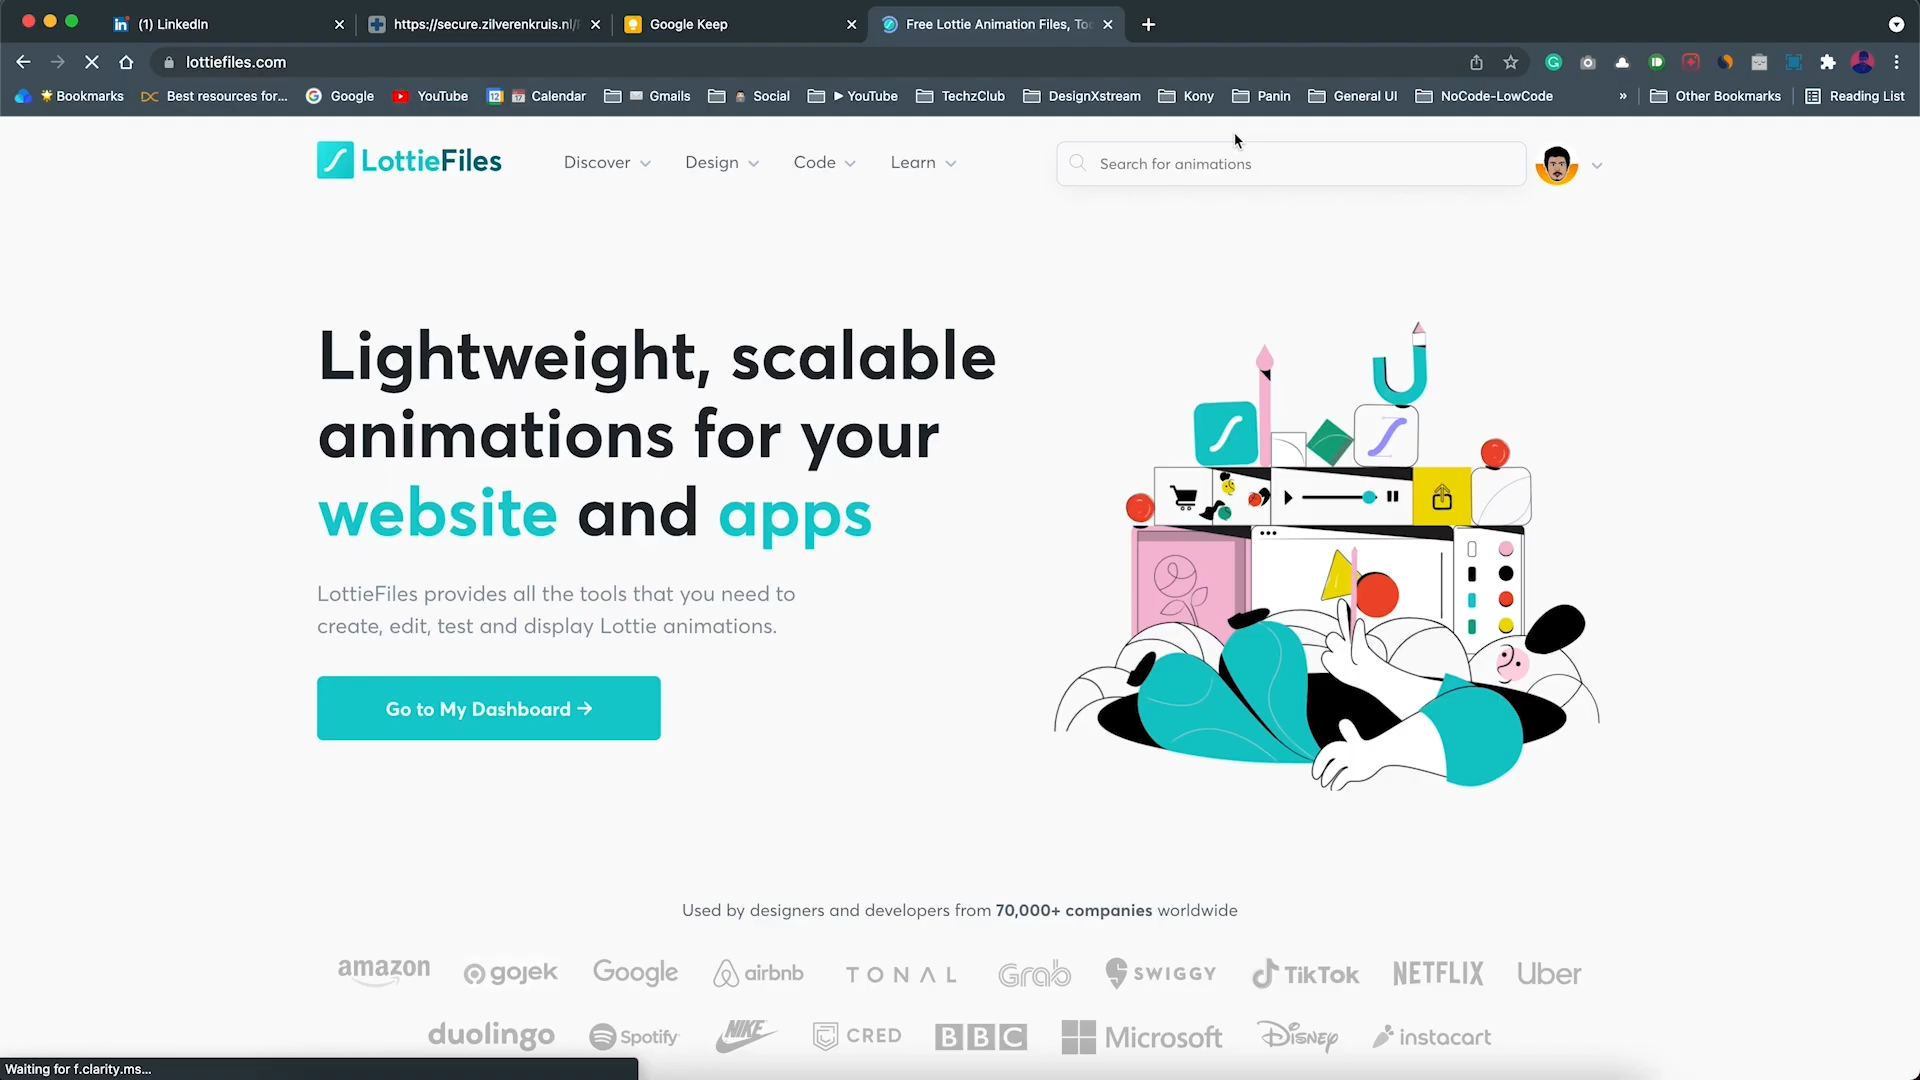 (1) LinkedIn
https://secure.zilverenkruis.nl/
Google Keep
Free Lottie Animation Files, Too
lottiefiles.com
Bookmarks
Best resources for...
Google
YouTube
12
17
Calendar
Gmails
Social
YouTube
TechzClub
DesignXstream
Kony
Panin
General UI
NoCode-LowCode
»
Other Bookmarks
Reading List
LottieFiles
Discover
Design
Code
Learn
Search for animations
Lightweight, scalable
animations for your
website and apps
LottieFiles provides all the tools that you need to
create, edit, test and display Lottie animations.
Go to My Dashboard →
Used by designers and developers from 70,000+ companies worldwide
amazon
gojek
Google
airbnb
TONAL
Grab
SWIGGY
TikTok
NETFLIX
Uber
duolingo
Spotify
NIKE
CRED
BBC
Microsoft
Disney
instacart
Waiting for f.clarity.ms...